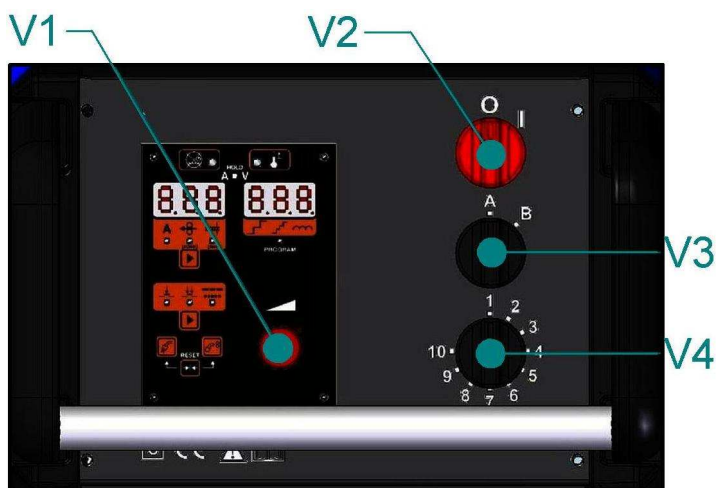 V1
V2
O I
HOLD
A V
8.8.8 8.8.8
A
PROGRAM
A B
V3
1
2
3
10 4
9 5
8 6
7
V4
RESET
CE